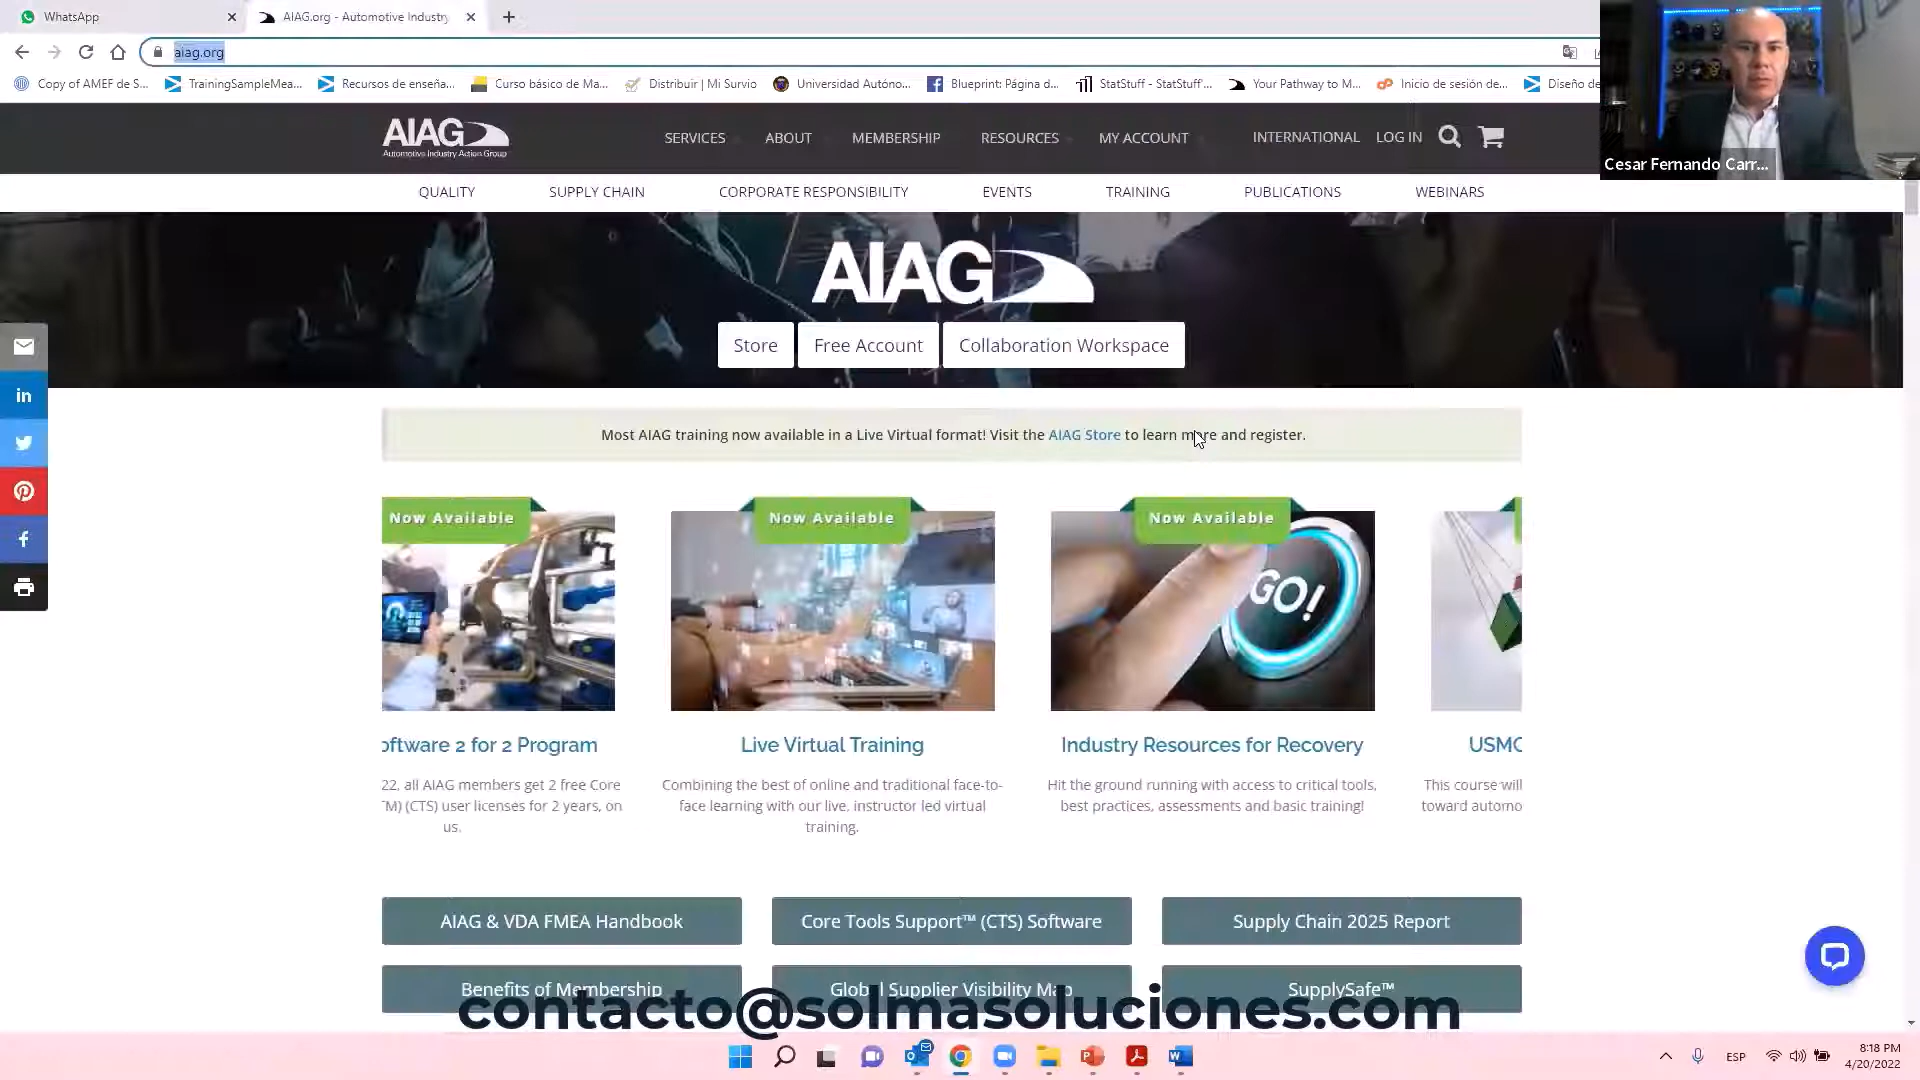 WhatsApp
AIAG.org - Automotive Industry
aiag.org
Copy of AMEF de S...
TrainingSampleMea...
Recursos de enseña...
Curso básico de Ma...
Distribuir | Mi Survio
Universidad Autóno...
Blueprint: Página d...
StatStuff - StatStuff'...
Your Pathway to M...
Inicio de sesión de...
Diseño de
Cesar Fernando Carr...
AIAG
Automotive Industry Action Group
SERVICES
ABOUT
MEMBERSHIP
RESOURCES
MY ACCOUNT
INTERNATIONAL
LOG IN
QUALITY
SUPPLY CHAIN
CORPORATE RESPONSIBILITY
EVENTS
TRAINING
PUBLICATIONS
WEBINARS
AIAG
Store
Free Account
Collaboration Workspace
Most AIAG training now available in a Live Virtual format! Visit the AIAG Store to learn more and register.
Now Available
Now Available
Now Available
GO!
oftware 2 for 2 Program
22, all AIAG members get 2 free Core
TM) (CTS) user licenses for 2 years, on
us.
Live Virtual Training
Combining the best of online and traditional face-to-
face learning with our live, instructor led virtual
training.
Industry Resources for Recovery
Hit the ground running with access to critical tools,
best practices, assessments and basic training!
USMC
This course will
toward automo
AIAG & VDA FMEA Handbook
Core Tools Support™ (CTS) Software
Supply Chain 2025 Report
Benefits of Membership
Global Supplier Visibility Map
SupplySafe™
contacto@solmasoluciones.com
ESP
8:18 PM
4/20/2022